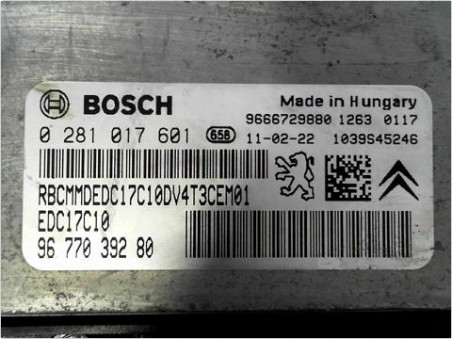 BOSCH
Made in Hungary
9666729880 1263 0117
0 281 017 601 656 11-02-22 1039S45246
RBCMMDEDC17C10DV4T3CEM01
EDC17C10
96 770 392 80